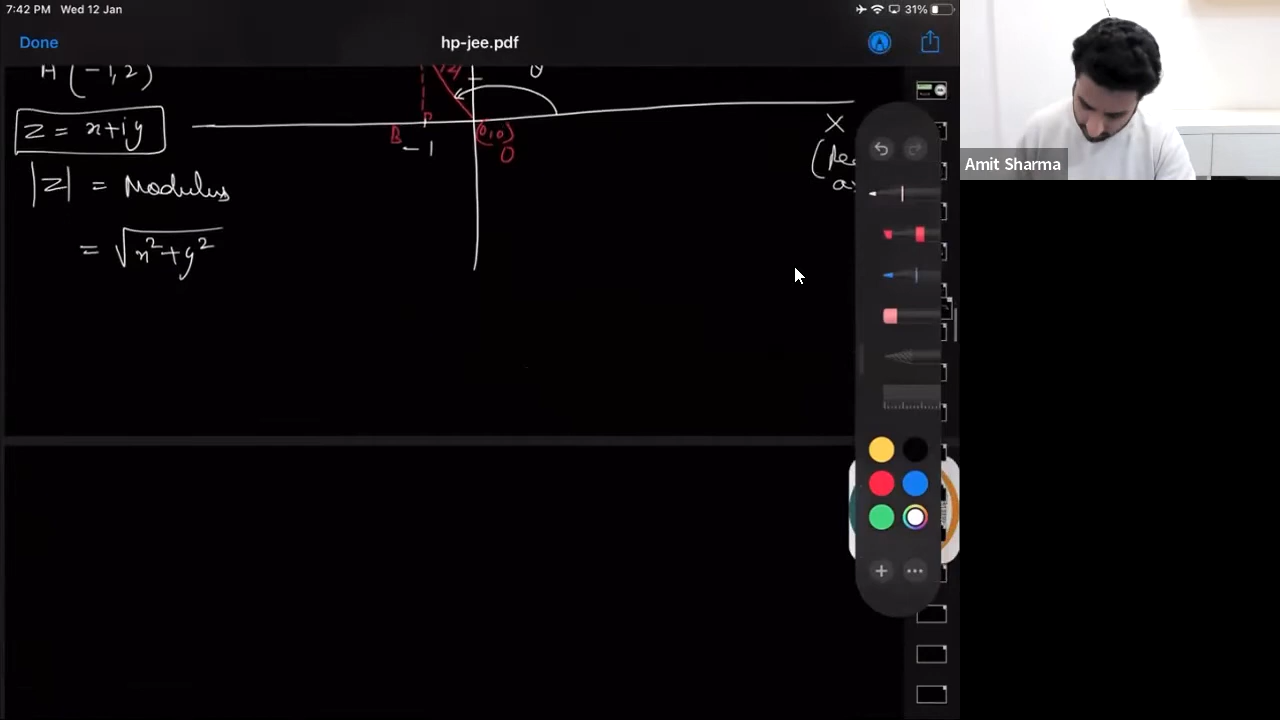 7:42 PM Wed 12 Jan
31%
Done
hp-jee.pdf
A (-1, 2)
θ
z = x+iy
B
-1
(0,0)
O
X
|z| = Modulus
= √x²+y²
Amit Sharma